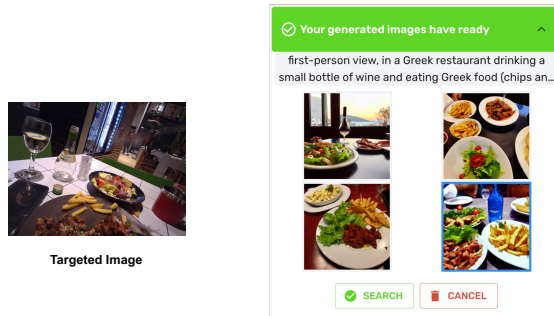 Your generated images have ready
first-person view, in a Greek restaurant drinking a
small bottle of wine and eating Greek food (chips an...
Targeted Image
SEARCH
CANCEL